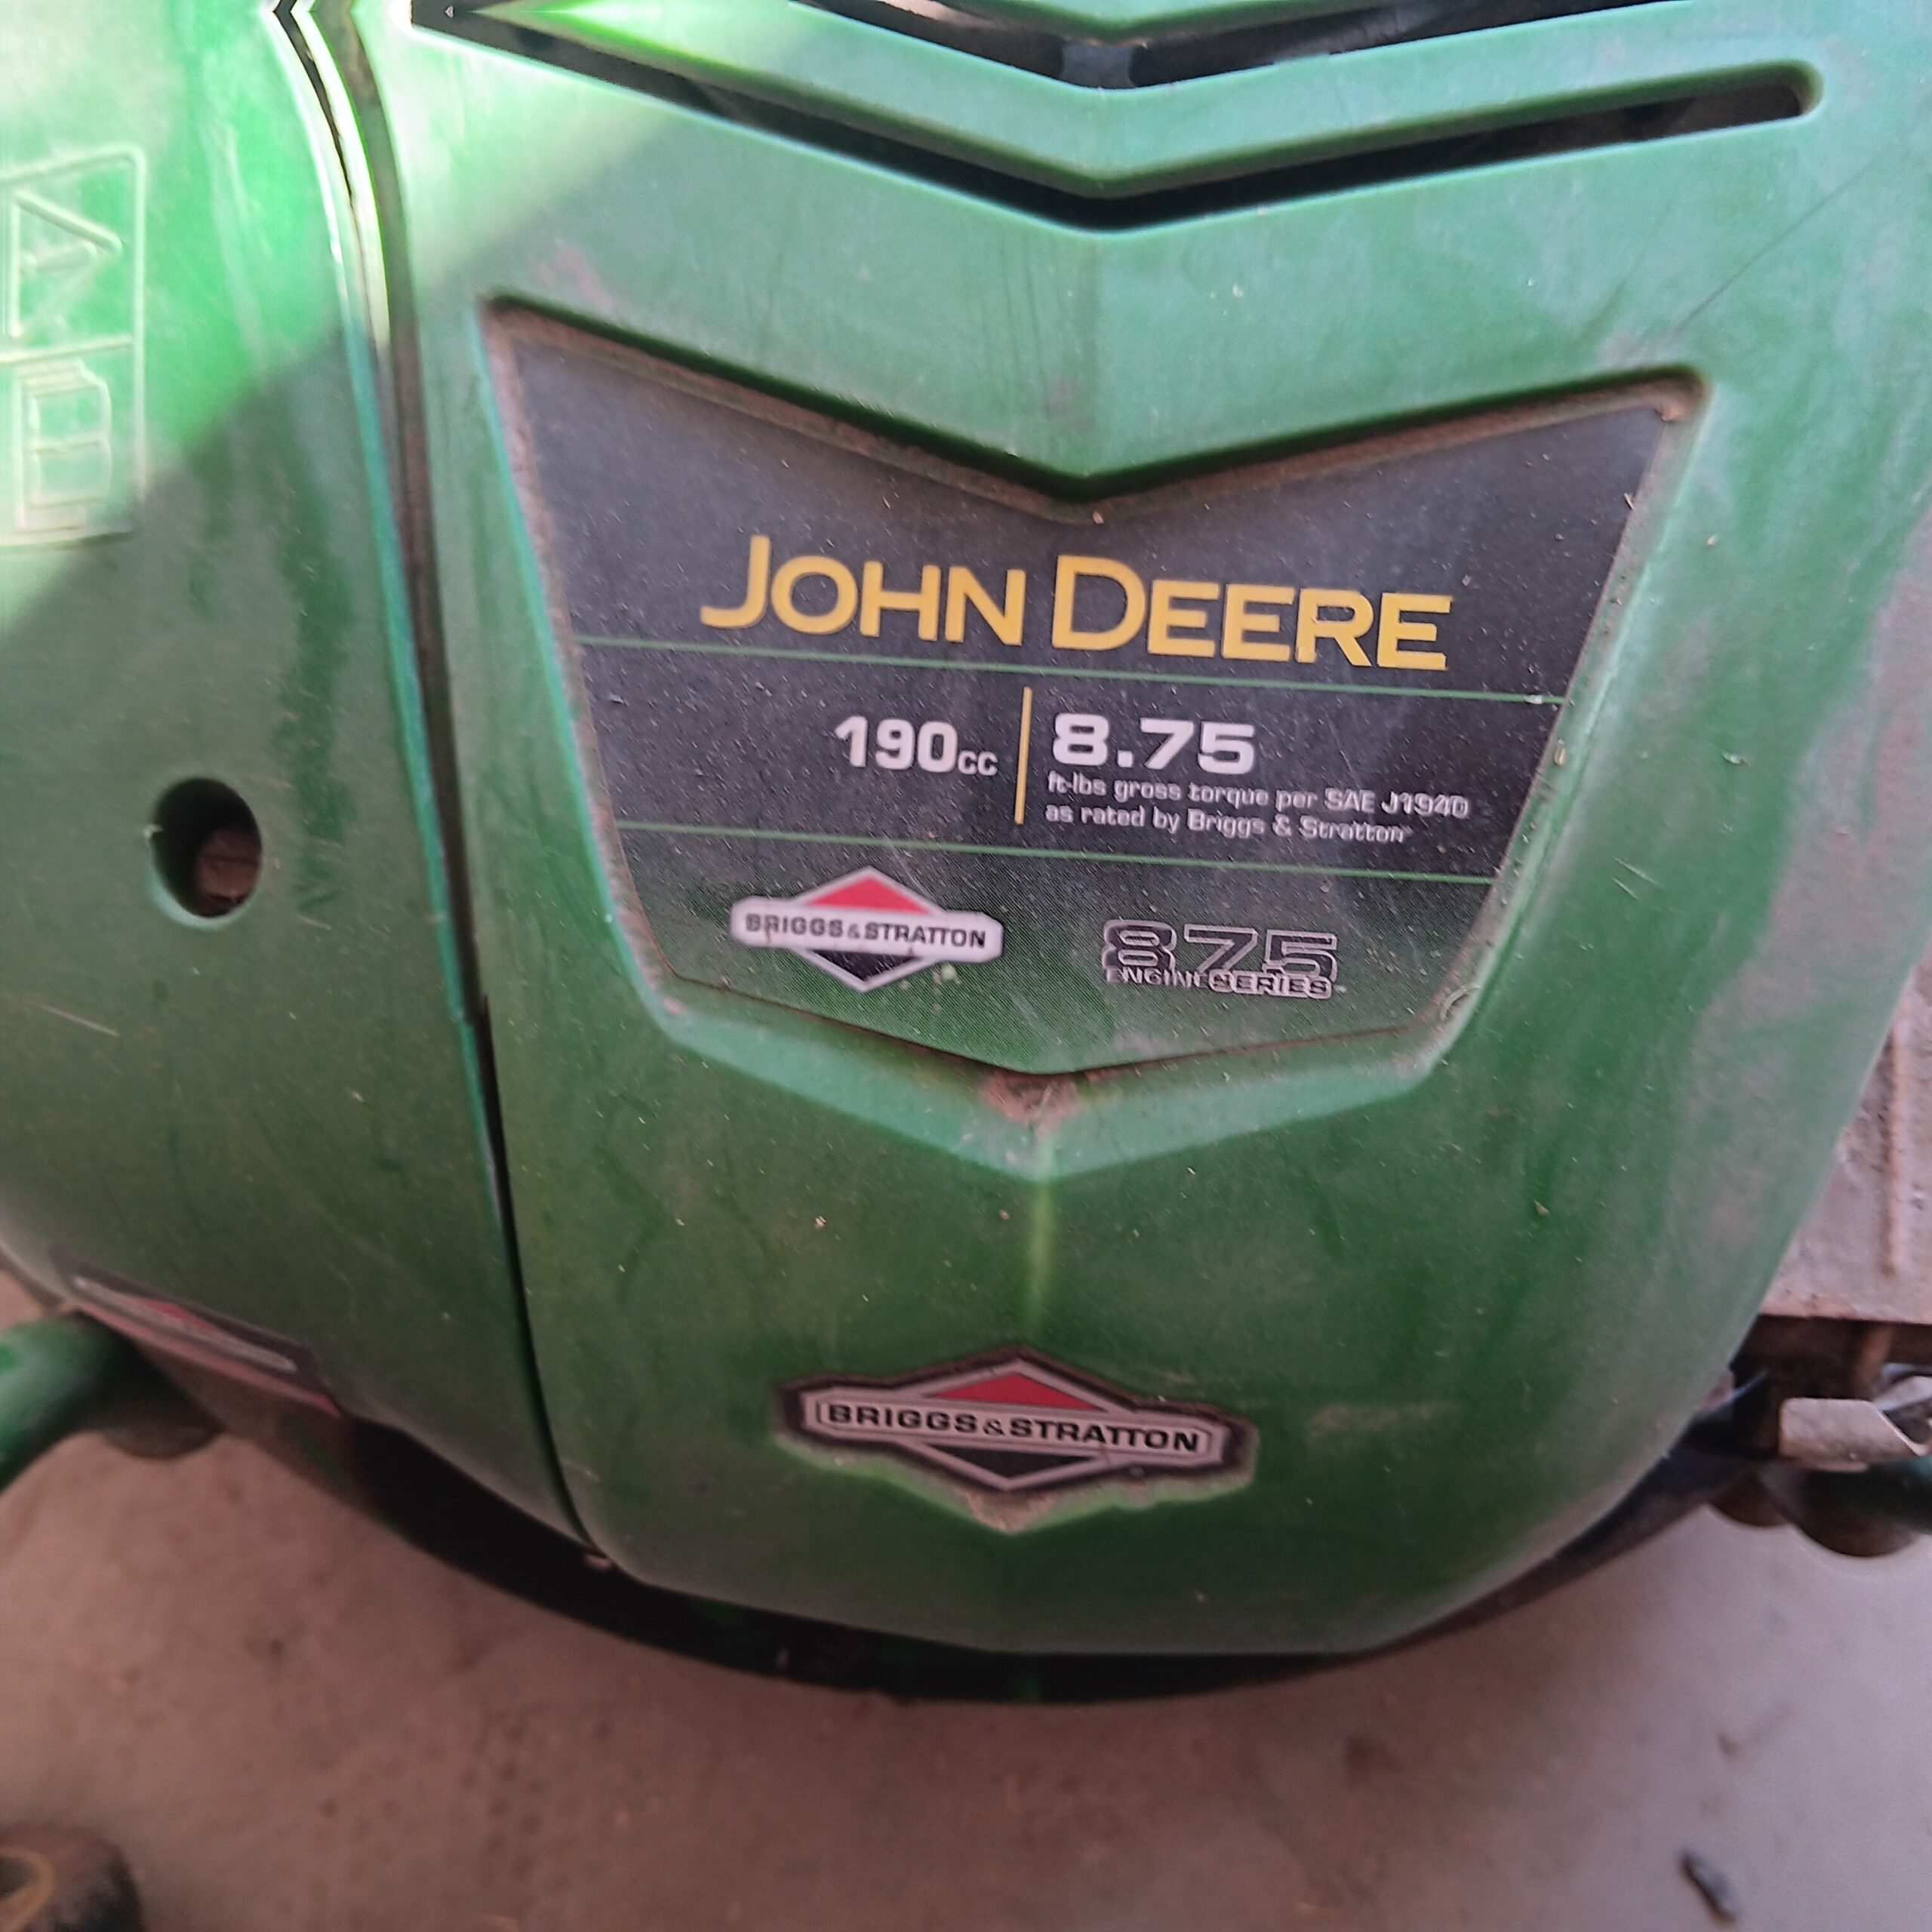 JOHN DEERE
190cc
8.75
ft-lbs gross torque per SAE J1940
as rated by Briggs & Stratton
BRIGGS & STRATTON
875
ENGINE SERIES
BRIGGS & STRATTON